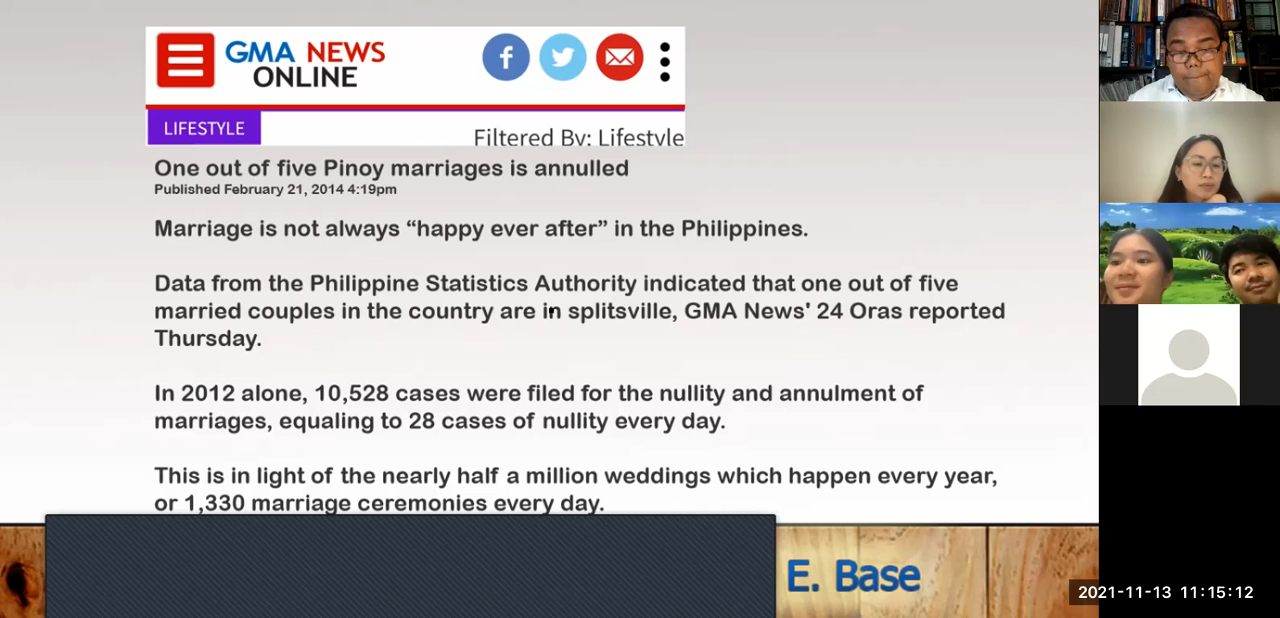 GMA NEWS
ONLINE
LIFESTYLE
Filtered By: Lifestyle
One out of five Pinoy marriages is annulled
Published February 21, 2014 4:19pm
Marriage is not always “happy ever after” in the Philippines.
Data from the Philippine Statistics Authority indicated that one out of five
married couples in the country are in splitsville, GMA News' 24 Oras reported
Thursday.
In 2012 alone, 10,528 cases were filed for the nullity and annulment of
marriages, equaling to 28 cases of nullity every day.
This is in light of the nearly half a million weddings which happen every year,
or 1,330 marriage ceremonies every day.
E. Base
2021-11-13 11:15:12